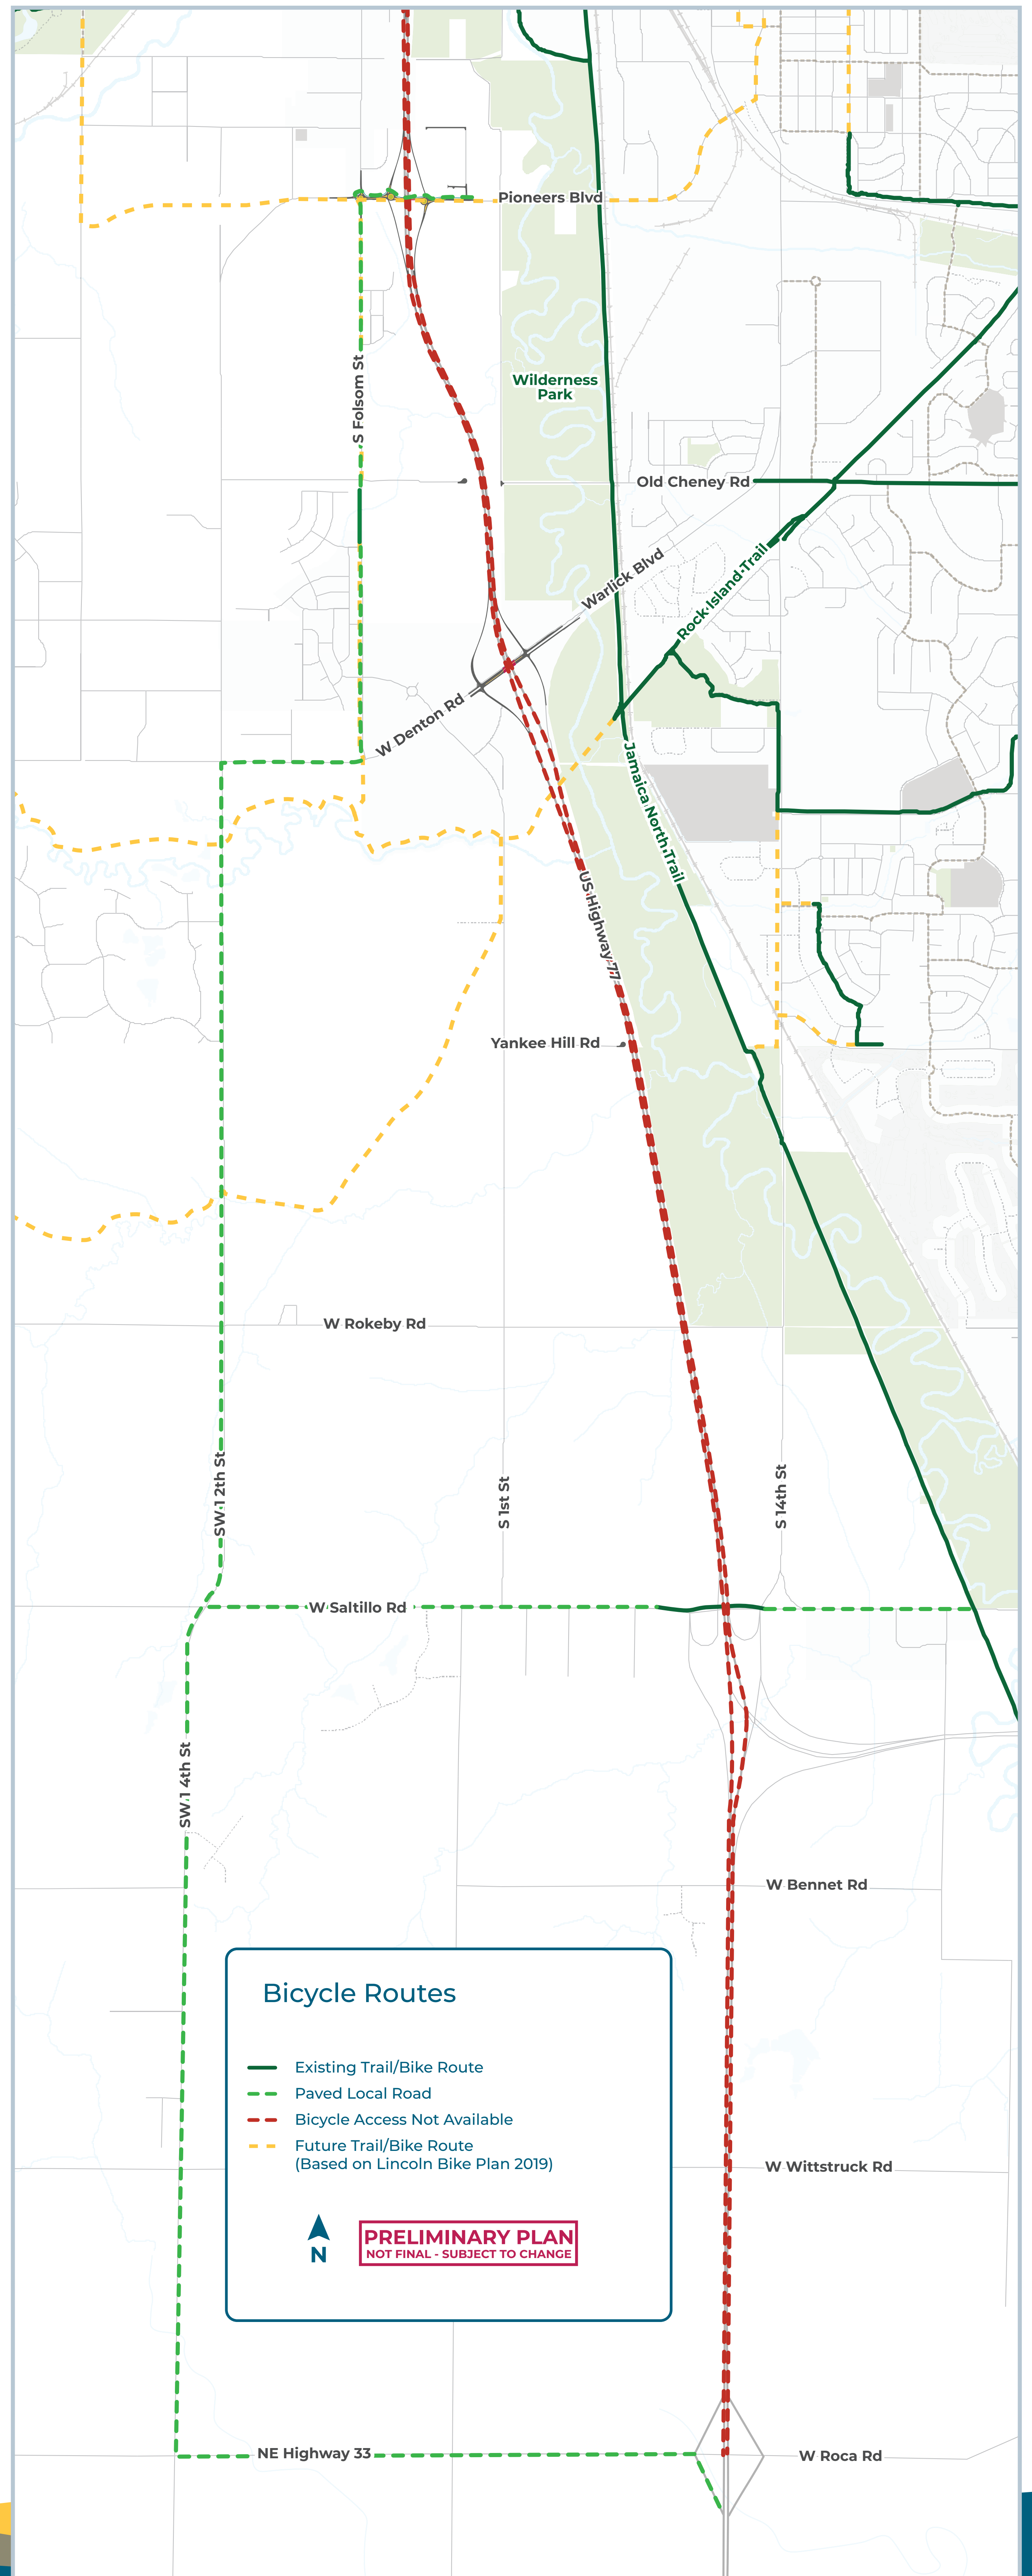 Pioneers Blvd
S Folsom St
Wilderness
Park
Old Cheney Rd
Warlick Blvd
Rock Island Trail
W Denton Rd
Jamaica North Trail
US Highway 77
Yankee Hill Rd
W Rokeby Rd
SW 1 2th St
S 1st St
S 14th St
W Saltillo Rd
SW 1 4th St
W Bennet Rd
Bicycle Routes
Existing Trail/Bike Route
Paved Local Road
Bicycle Access Not Available
Future Trail/Bike Route
(Based on Lincoln Bike Plan 2019)
W Wittstruck Rd
N
PRELIMINARY PLAN
NOT FINAL - SUBJECT TO CHANGE
NE Highway 33
W Roca Rd